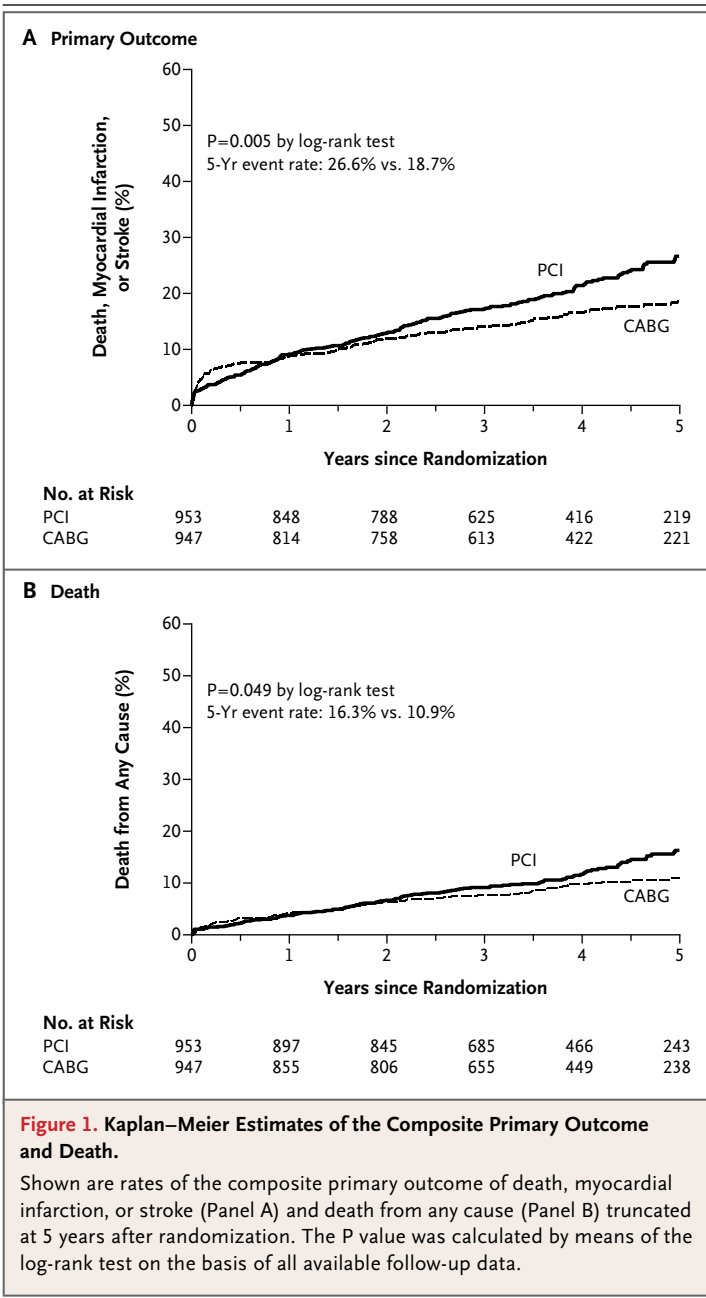 A Primary Outcome
60
50
40
30
20
10
0
Death, Myocardial Infarction,
or Stroke (%)
P=0.005 by log-rank test
5-Yr event rate: 26.6% vs. 18.7%
PCI
CABG
0 1 2 3 4 5
Years since Randomization
No. at Risk
PCI 953 848 788 625 416 219
CABG 947 814 758 613 422 221
B Death
60
50
40
30
20
10
0
Death from Any Cause (%)
P=0.049 by log-rank test
5-Yr event rate: 16.3% vs. 10.9%
PCI
CABG
0 1 2 3 4 5
Years since Randomization
No. at Risk
PCI 953 897 845 685 466 243
CABG 947 855 806 655 449 238
Figure 1. Kaplan–Meier Estimates of the Composite Primary Outcome
and Death.
Shown are rates of the composite primary outcome of death, myocardial
infarction, or stroke (Panel A) and death from any cause (Panel B) truncated
at 5 years after randomization. The P value was calculated by means of the
log-rank test on the basis of all available follow-up data.